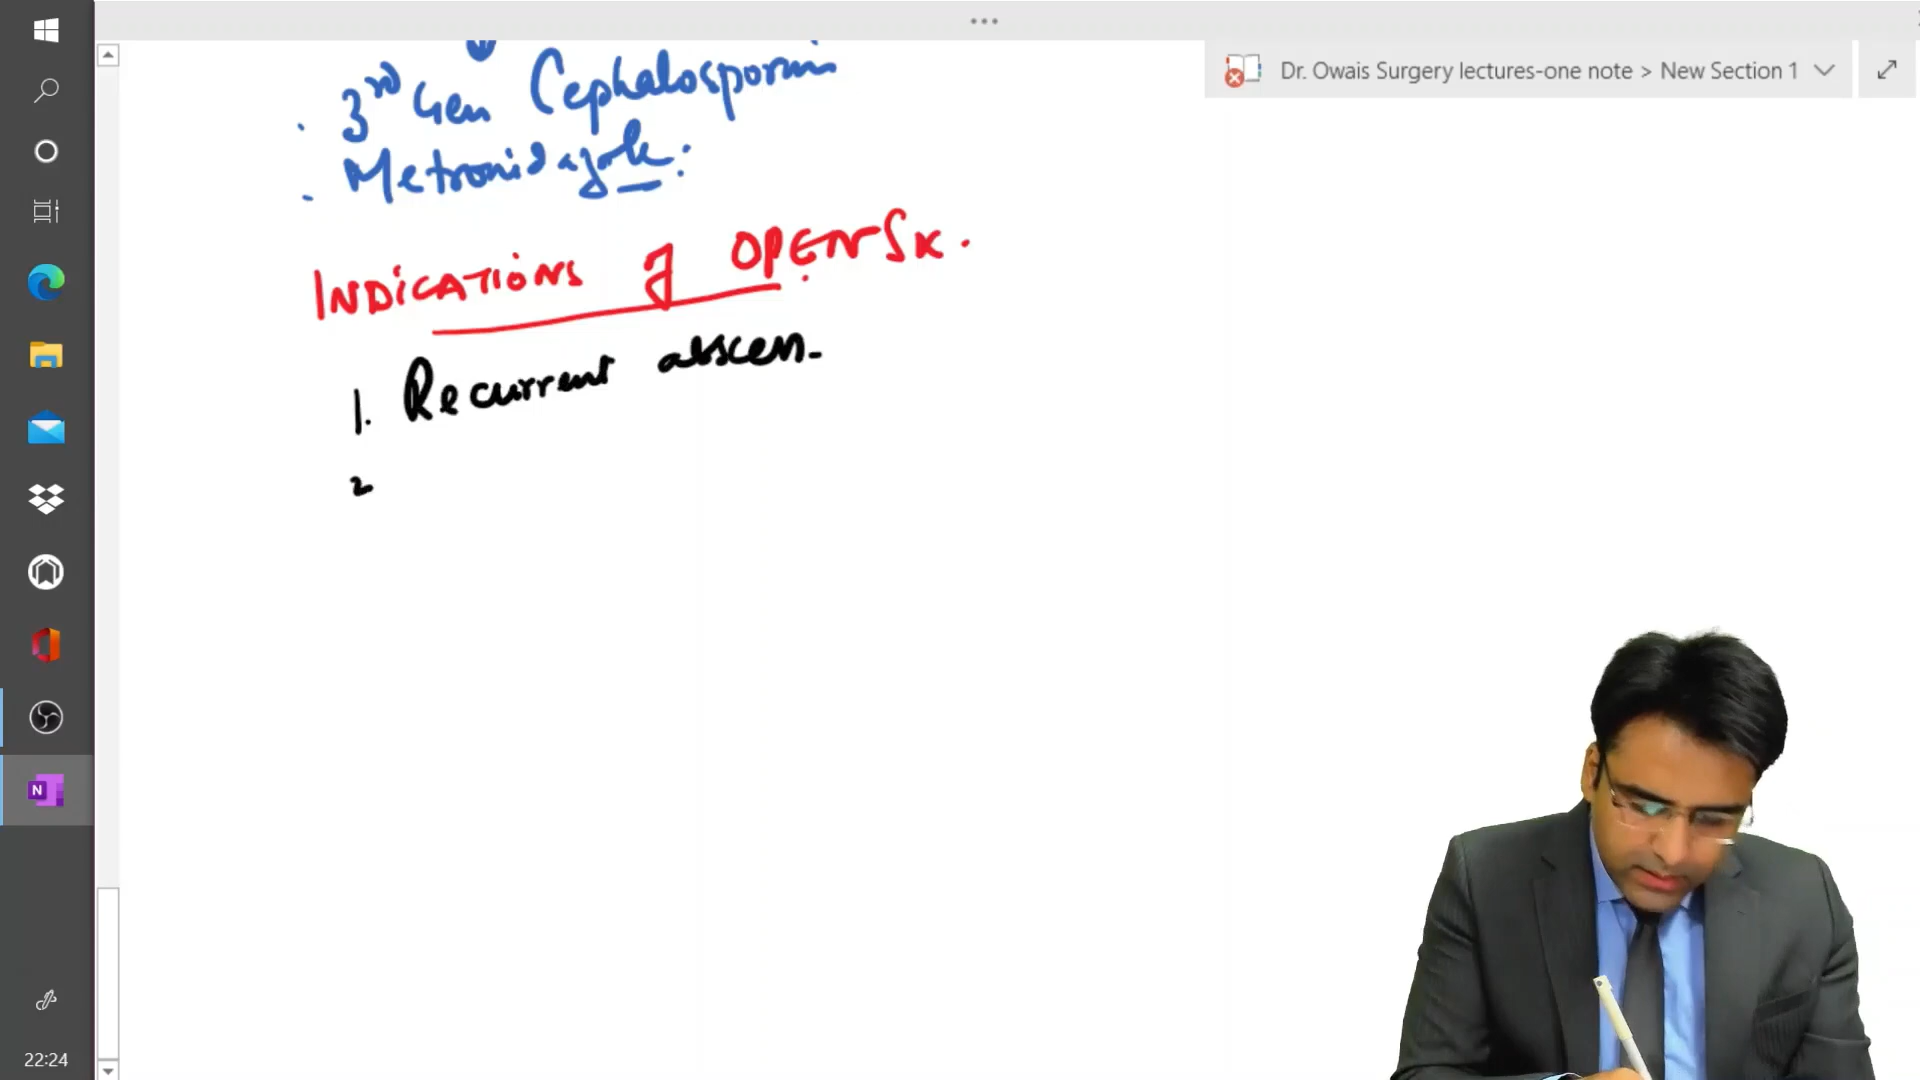 Dr. Owais Surgery lectures-one note > New Section 1
3rd Gen Cephalosporin
Metronidazole:
INDICATIONS of OPEN Sx.
1. Recurrent abscess.
2
N
22:24